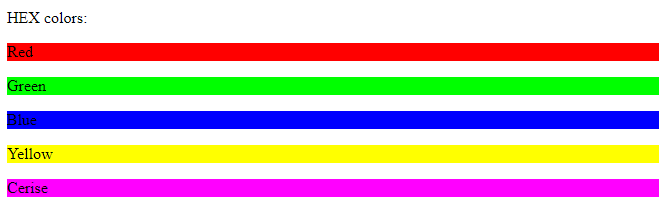 HEX colors:
Red
Green
Blue
Yellow
Cerise